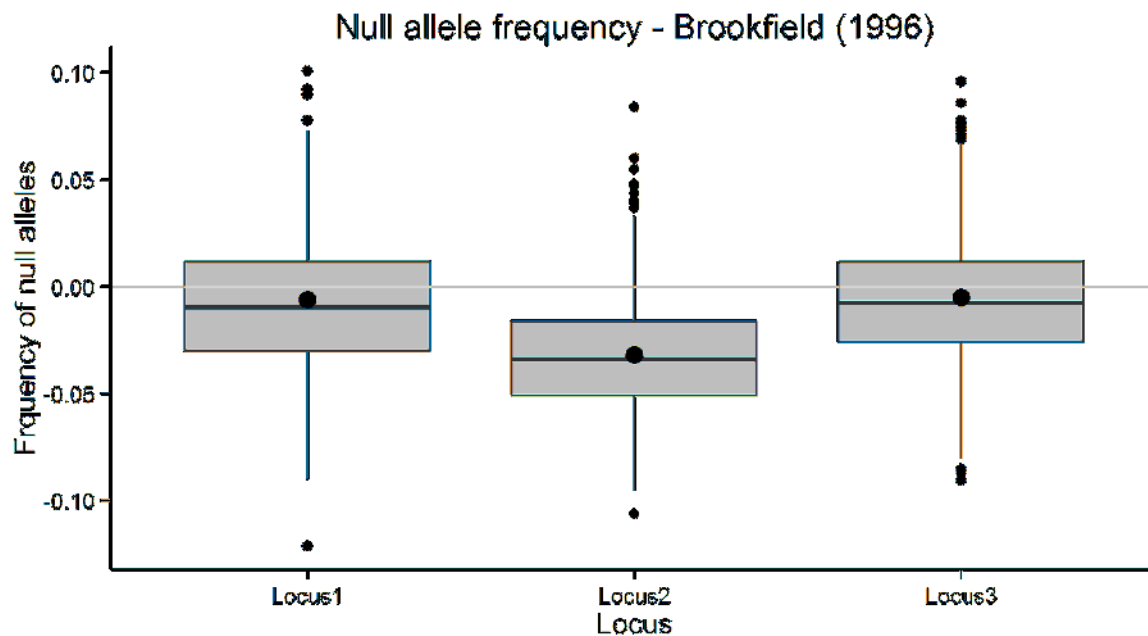 Null allele frequency - Brookfield (1996)
Frquency of null alleles
0.10
0.05
0.00
-0.05
-0.10
Locus1 Locus2 Locus3
Locus